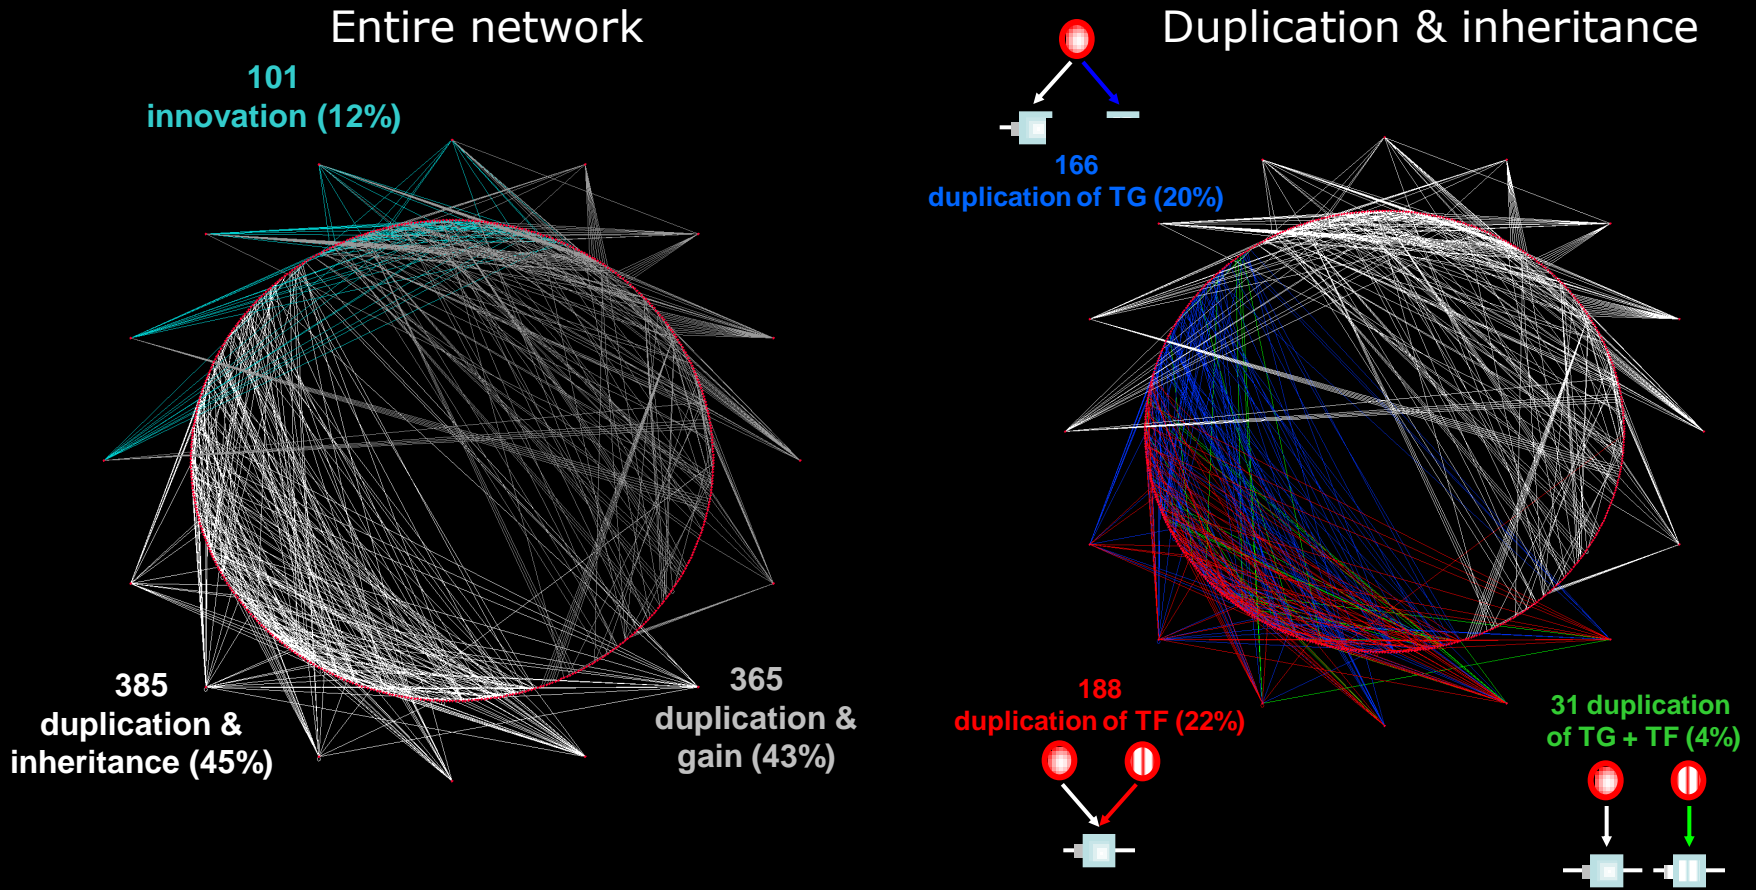 Entire network
101
innovation (12%)
385
duplication &
inheritance (45%)
365
duplication &
gain (43%)
Duplication & inheritance
166
duplication of TG (20%)
188
duplication of TF (22%)
31 duplication
of TG + TF (4%)